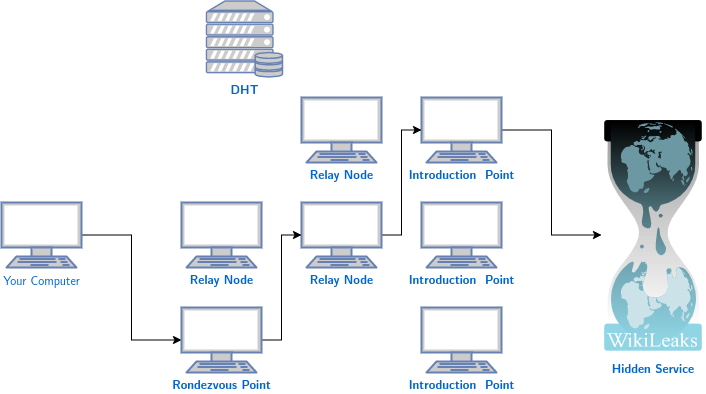 DHT
Relay Node
Introduction Point
Your Computer
Relay Node
Relay Node
Introduction Point
WikiLeaks
Hidden Service
Rondezvous Point
Introduction Point